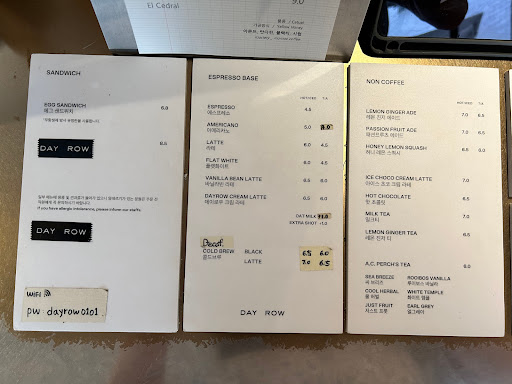 El Cedral
9.0
SANDWICH
EGG SANDWICH 6.0
에그 샌드위치
DAY ROW 8.5
If you have allergic intolerance, please inform our staffs.
DAY ROW
WiFi
pw: dayrow0101
ESPRESSO BASE
HOT/ICED T.A
ESPRESSO 4.5
에스프레소
AMERICANO 5.0
아메리카노
LATTE 5.5
라떼
FLAT WHITE 5.5
플랫화이트
VANILLA BEAN LATTE 6.0
바닐라빈 라떼
DAYROW CREAM LATTE
데이로우 크림 라떼
OAT MILK +1.0
EXTRA SHOT +1.0
Decaf.
COLD BREW BLACK 6.5 6.0
콜드브루 LATTE 7.0 6.5
DAY ROW
NON COFFEE
HOT/ICED T.A
LEMON GINGER ADE 7.0 6.5
레몬 진저 에이드
PASSION FRUIT ADE 7.0 6.5
패션프루츠 에이드
HONEY LEMON SQUASH 6.5 6.0
허니 레몬 스쿼시
ICE CHOCO CREAM LATTE 7.0
아이스 초코 크림 라떼
HOT CHOCOLATE 6.5
핫 초콜릿
MILK TEA 7.0
밀크티
LEMON GINGER TEA 6.5
레몬 진저 티
A.C. PERCH'S TEA 6.0
SEA BREEZE ROOIBOS VANILLA
씨 브리즈 루이보스 바닐라
COOL HERBAL WHITE TEMPLE
쿨 허벌 화이트 템플
JUST FRUIT EARL GREY
저스트 프룻 얼그레이